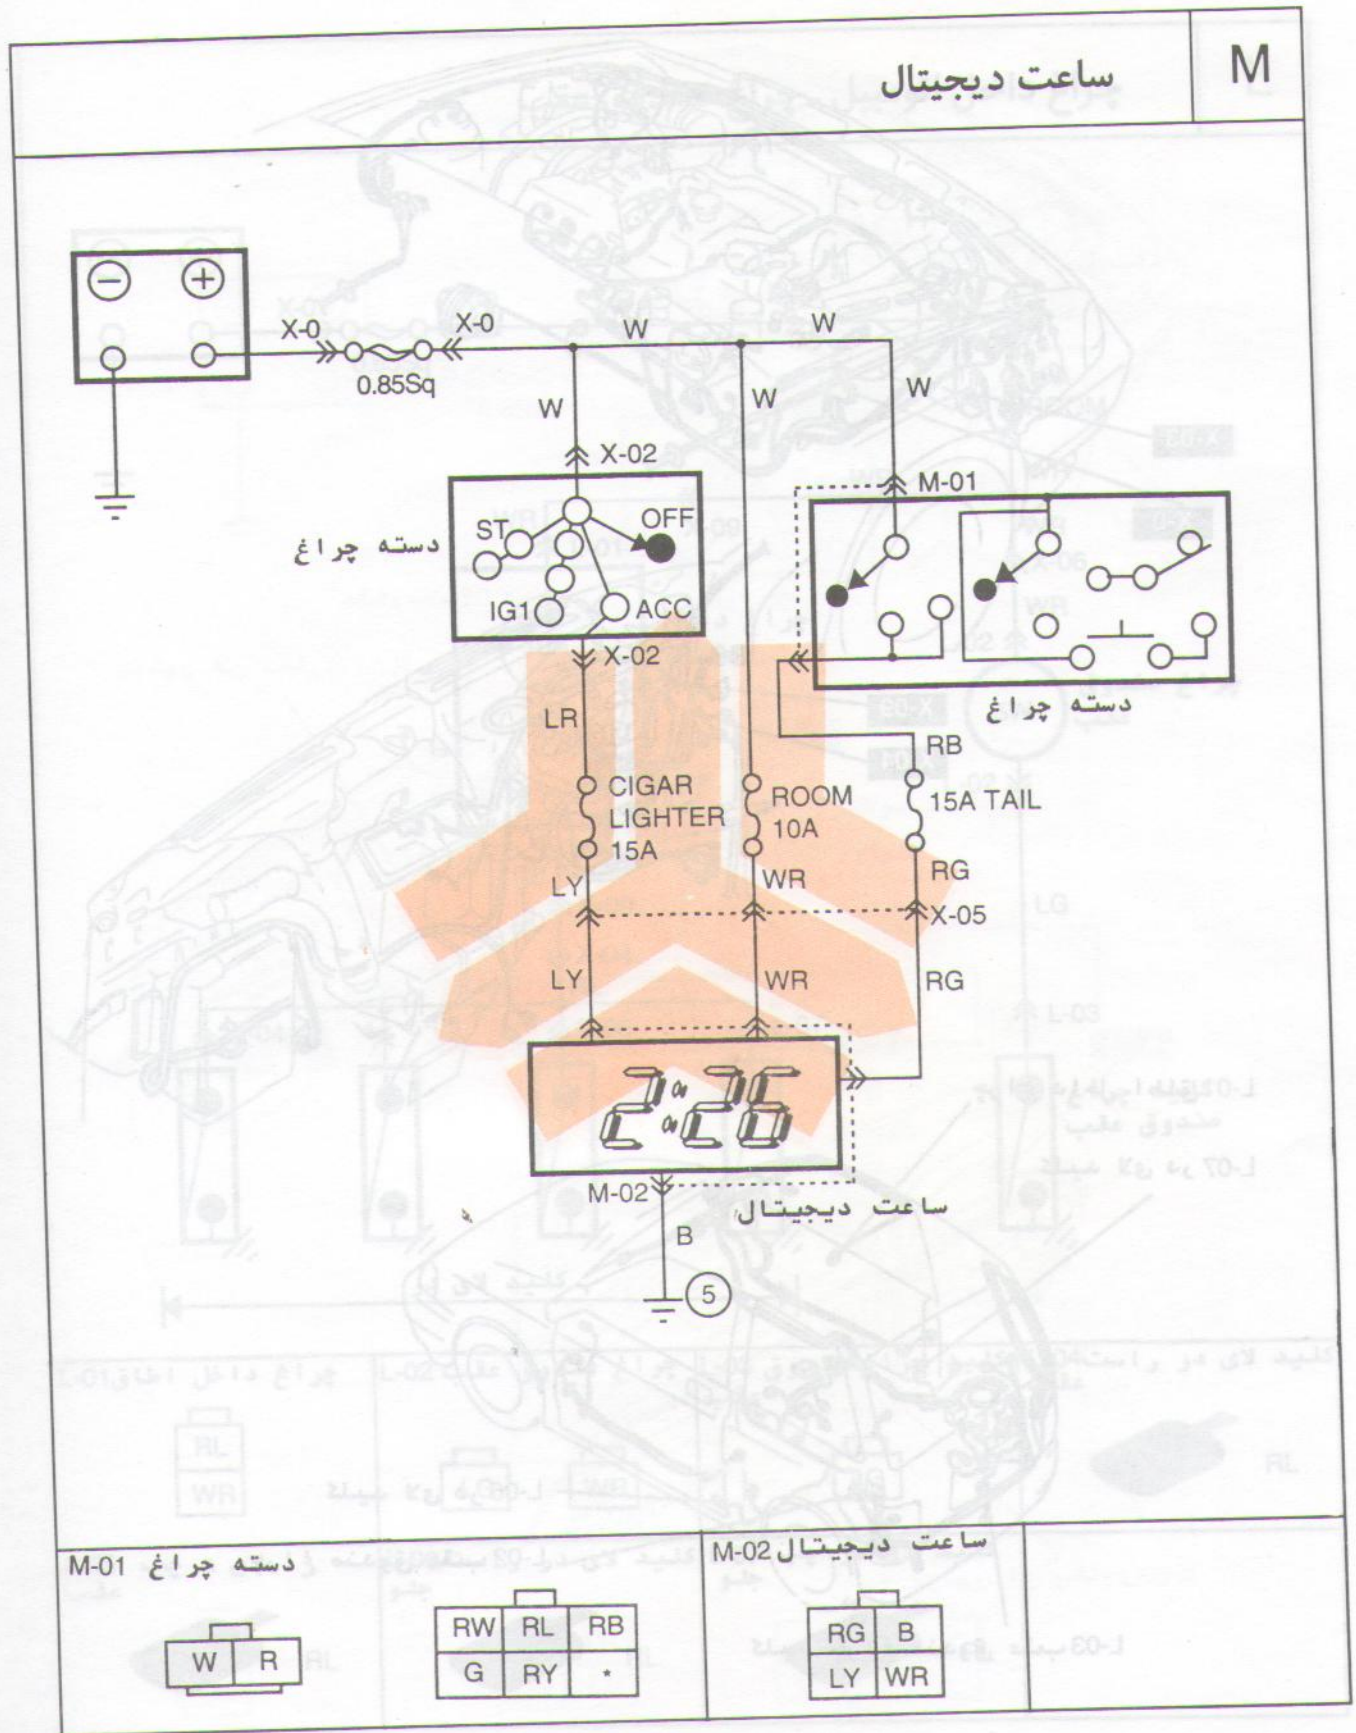 M
ساعت دیجیتال
− +
X-0 X-0 W W
0.85Sq
W W W
X-02 M-01
ST OFF
دسته چراغ
IG1 ACC
X-02
دسته چراغ
LR RB
CIGAR LIGHTER 15A
ROOM 10A
15A TAIL
LY WR RG
X-05
LY WR RG
2:26
M-02
ساعت دیجیتال
B
5
M-01 دسته چراغ
W R
RW RL RB
G RY *
M-02 ساعت دیجیتال
RG B
LY WR